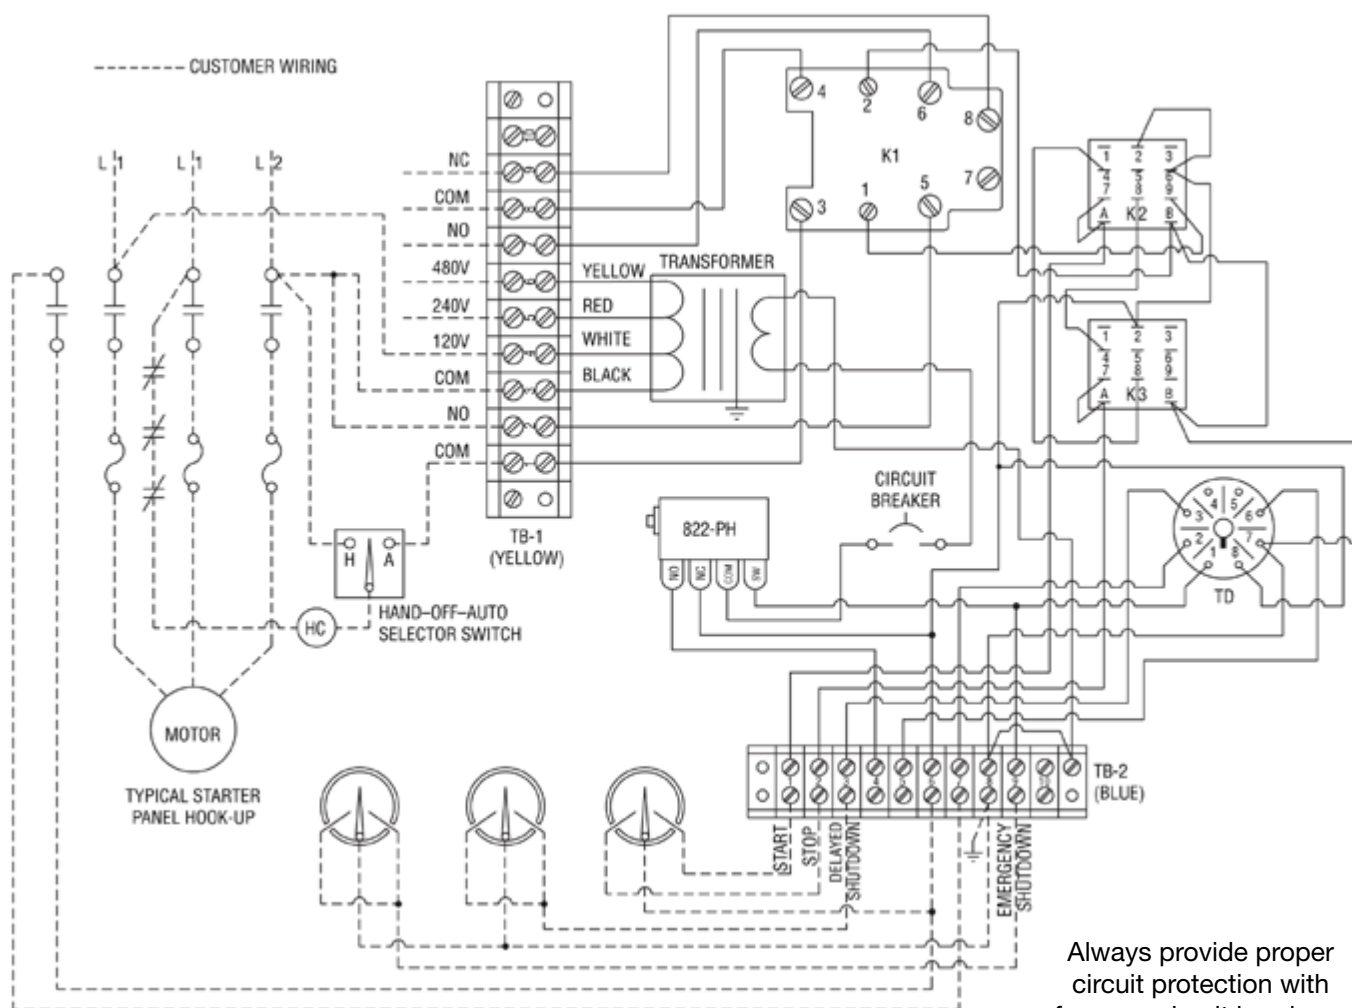 CUSTOMER WIRING
L 1
L 1
L 2
NC
COM
NO
480V
240V
120V
COM
NO
COM
TB-1
(YELLOW)
YELLOW
RED
WHITE
BLACK
TRANSFORMER
4
2
6
8
K1
7
3
1
5
1 2 3
4 5 6
7 8 9
A K2 B
1 2 3
4 5 6
7 8 9
A K3 B
CIRCUIT
BREAKER
822-PH
NO NC COM SW
4 5
3 6
2 7
1 8
TD
H A
HAND–OFF–AUTO
SELECTOR SWITCH
HC
MOTOR
TYPICAL STARTER
PANEL HOOK-UP
TB-2
(BLUE)
START
STOP
DELAYED
SHUTDOWN
EMERGENCY
SHUTDOWN
Always provide proper
circuit protection with